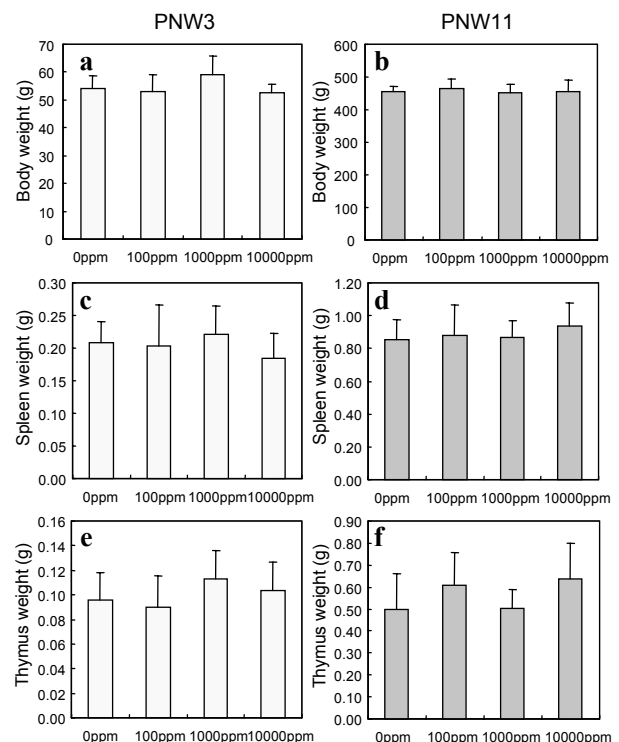 PNW3
PNW11
a
Body weight (g)
70
60
50
40
30
20
10
0
0ppm 100ppm 1000ppm 10000ppm
b
Body weight (g)
600
500
400
300
200
100
0
0ppm 100ppm 1000ppm 10000ppm
c
Spleen weight (g)
0.30
0.25
0.20
0.15
0.10
0.05
0.00
0ppm 100ppm 1000ppm 10000ppm
d
Spleen weight (g)
1.20
1.00
0.80
0.60
0.40
0.20
0.00
0ppm 100ppm 1000ppm 10000ppm
e
Thymus weight (g)
0.16
0.14
0.12
0.10
0.08
0.06
0.04
0.02
0.00
0ppm 100ppm 1000ppm 10000ppm
f
Thymus weight (g)
0.90
0.80
0.70
0.60
0.50
0.40
0.30
0.20
0.10
0.00
0ppm 100ppm 1000ppm 10000ppm